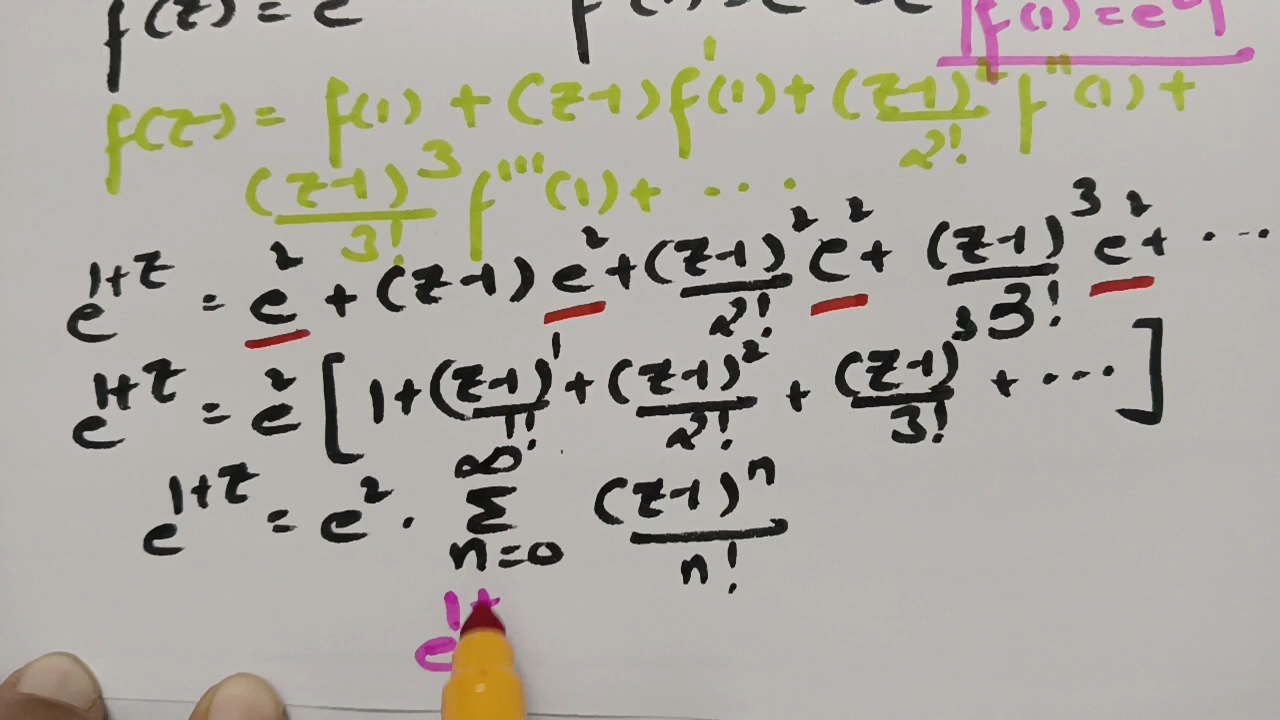 f(z) = e f(1) = e f(1) = e²
f(z) = f(1) + (z-1) f'(1) + (z-1)²/2! f''(1) +
(z-1)³/3! f'''(1) + ...
e^{1+z} = e² + (z-1) e² + (z-1)²/2! e² + (z-1)³/3! e² + ...
e^{1+z} = e² [ 1 + (z-1)¹/1! + (z-1)²/2! + (z-1)³/3! + ... ]
e^{1+z} = e² . ∑_{n=0}^{∞} (z-1)^n/n!
e^{1+}